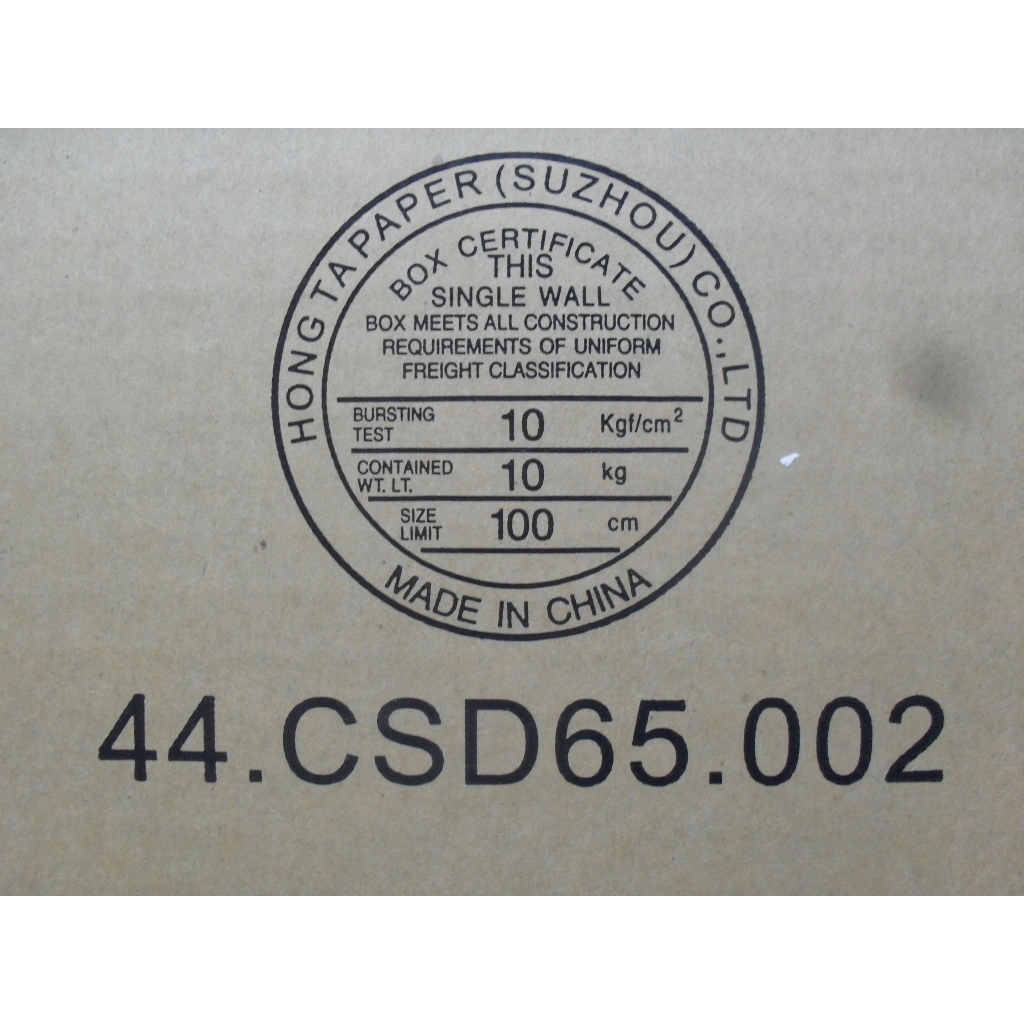 HONG TA PAPER (SUZHOU) CO.,LTD
BOX CERTIFICATE
THIS
SINGLE WALL
BOX MEETS ALL CONSTRUCTION
REQUIREMENTS OF UNIFORM
FREIGHT CLASSIFICATION
BURSTING TEST 10 Kgf/cm²
CONTAINED WT. LT. 10 kg
SIZE LIMIT 100 cm
MADE IN CHINA
44.CSD65.002